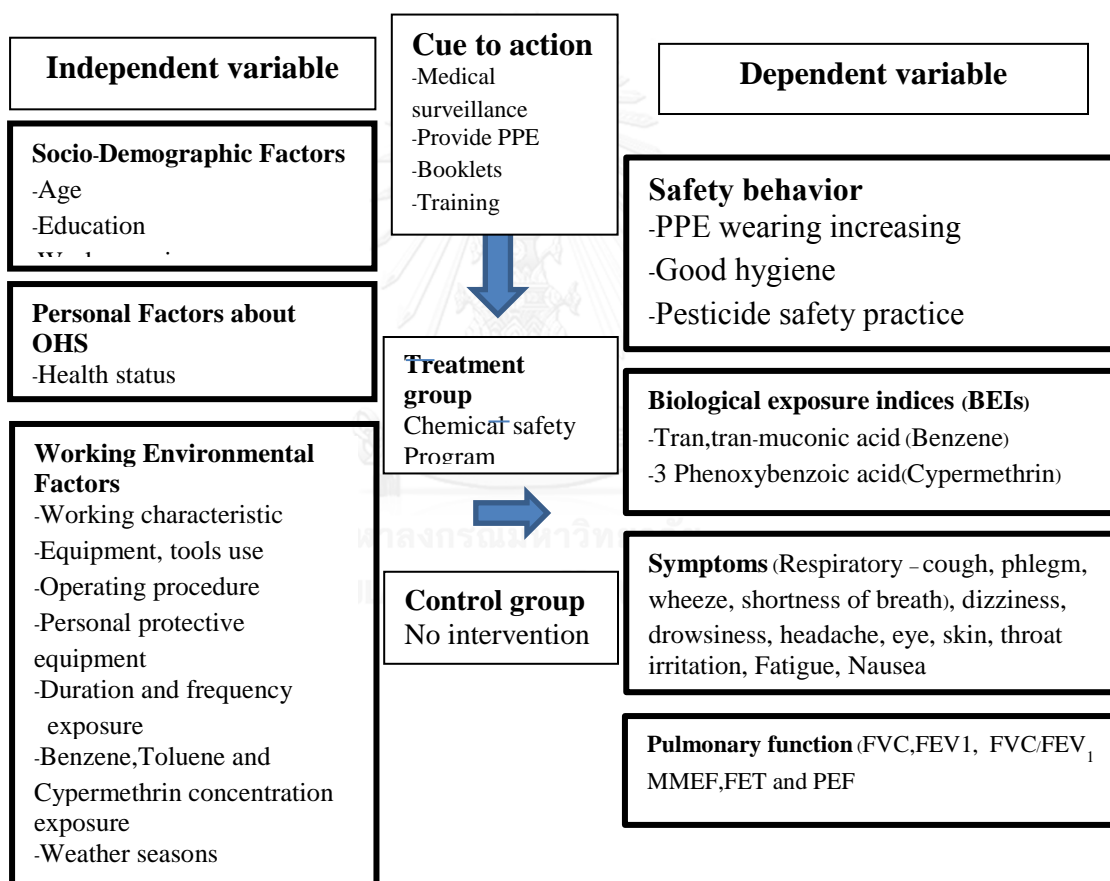 Independent variable
Socio-Demographic Factors
-Age
-Education
Personal Factors about
OHS
-Health status
Working Environmental
Factors
-Working characteristic
-Equipment, tools use
-Operating procedure
-Personal protective
equipment
-Duration and frequency
exposure
-Benzene,Toluene and
Cypermethrin concentration
exposure
-Weather seasons
Cue to action
-Medical
surveillance
-Provide PPE
-Booklets
-Training
Treatment
group
Chemical safety
Program
Control group
No intervention
Dependent variable
Safety behavior
-PPE wearing increasing
-Good hygiene
-Pesticide safety practice
Biological exposure indices (BEIs)
-Tran,tran-muconic acid (Benzene)
-3 Phenoxybenzoic acid(Cypermethrin)
Symptoms (Respiratory – cough, phlegm,
wheeze, shortness of breath), dizziness,
drowsiness, headache, eye, skin, throat
irritation, Fatigue, Nausea
Pulmonary function (FVC,FEV1, FVC/FEV1
MMEF,FET and PEF